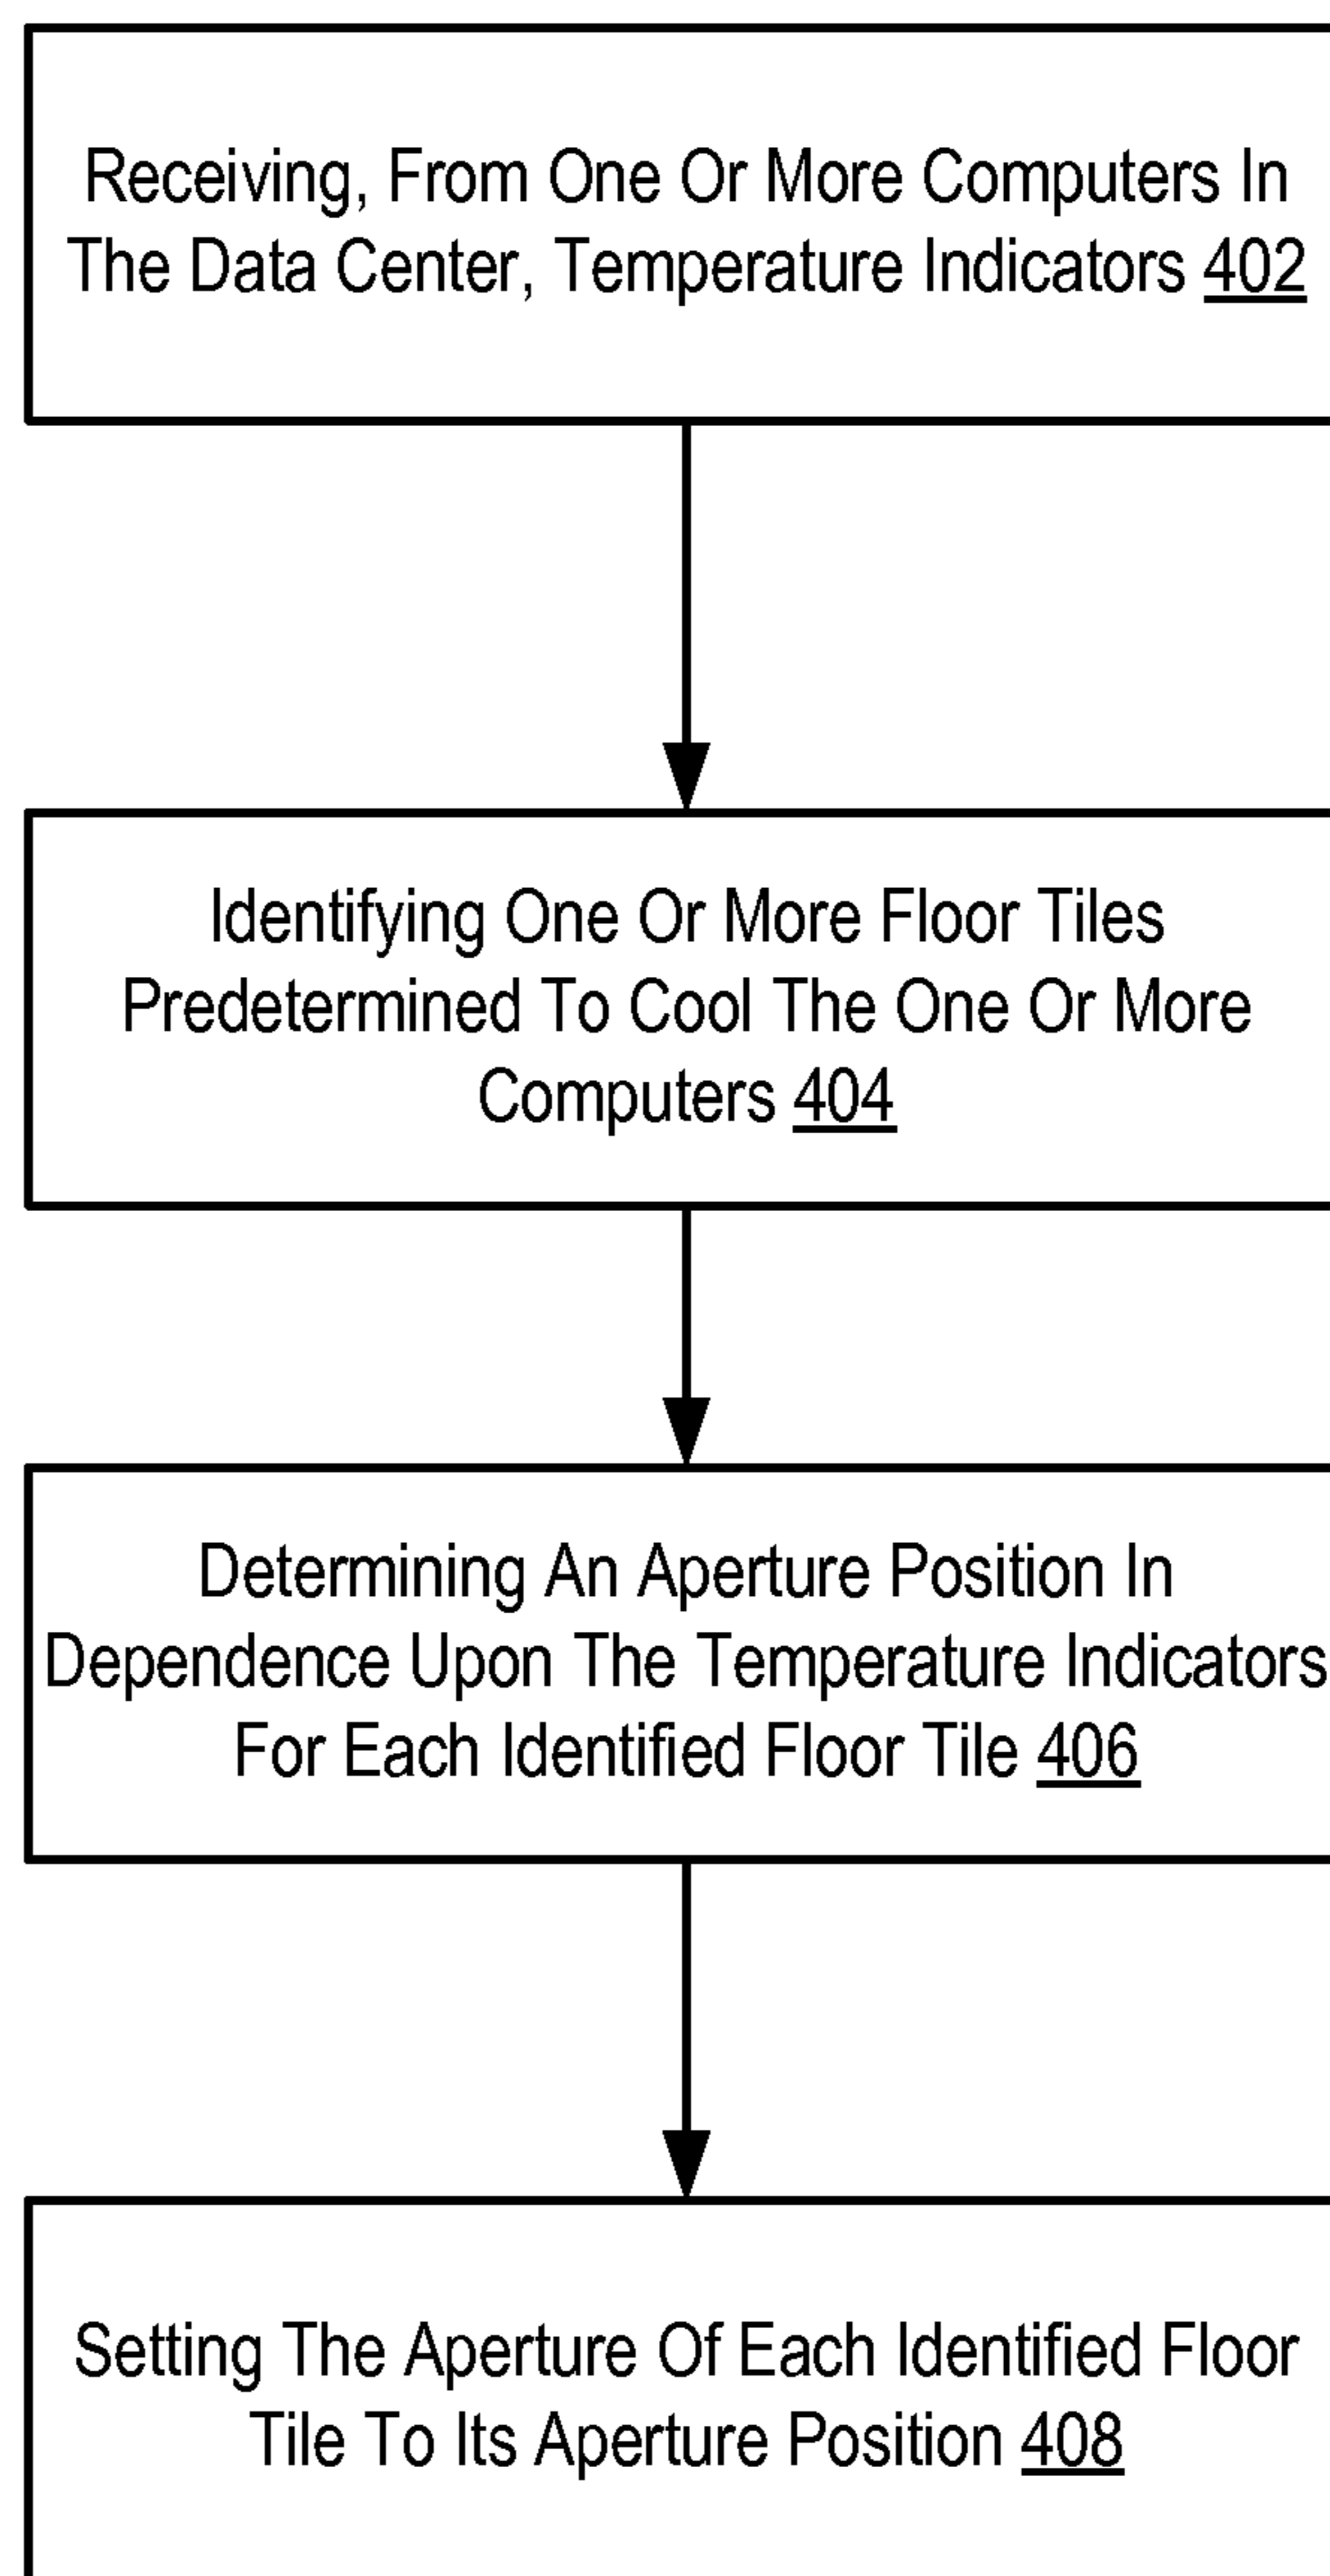 Receiving, From One Or More Computers In
The Data Center, Temperature Indicators 402
Identifying One Or More Floor Tiles
Predetermined To Cool The One Or More
Computers 404
Determining An Aperture Position In
Dependence Upon The Temperature Indicators
For Each Identified Floor Tile 406
Setting The Aperture Of Each Identified Floor
Tile To Its Aperture Position 408